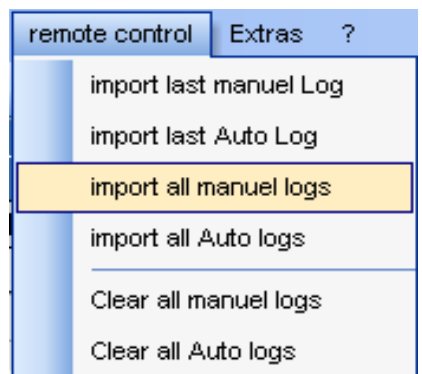 remote control Extras ?
import last manuel Log
import last Auto Log
import all manuel logs
import all Auto logs
Clear all manuel logs
Clear all Auto logs